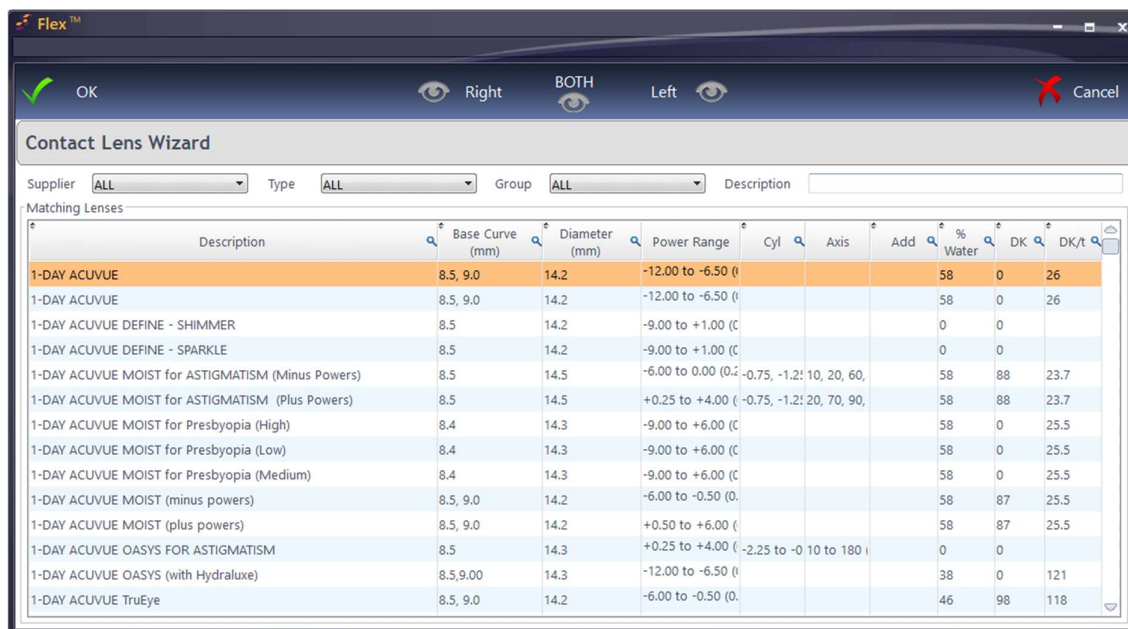 Flex™
OK Right BOTH Left Cancel
Contact Lens Wizard
Supplier ALL Type ALL Group ALL Description
Matching Lenses
Description Base Curve (mm) Diameter (mm) Power Range Cyl Axis Add % Water DK DK/t
1-DAY ACUVUE 8.5, 9.0 14.2 -12.00 to -6.50 (0 58 0 26
1-DAY ACUVUE 8.5, 9.0 14.2 -12.00 to -6.50 (0 58 0 26
1-DAY ACUVUE DEFINE - SHIMMER 8.5 14.2 -9.00 to +1.00 (0 0 0
1-DAY ACUVUE DEFINE - SPARKLE 8.5 14.2 -9.00 to +1.00 (0 0 0
1-DAY ACUVUE MOIST for ASTIGMATISM (Minus Powers) 8.5 14.5 -6.00 to 0.00 (0.2 -0.75, -1.25 10, 20, 60, 58 88 23.7
1-DAY ACUVUE MOIST for ASTIGMATISM (Plus Powers) 8.5 14.5 +0.25 to +4.00 ( -0.75, -1.25 20, 70, 90, 58 88 23.7
1-DAY ACUVUE MOIST for Presbyopia (High) 8.4 14.3 -9.00 to +6.00 (0 58 0 25.5
1-DAY ACUVUE MOIST for Presbyopia (Low) 8.4 14.3 -9.00 to +6.00 (0 58 0 25.5
1-DAY ACUVUE MOIST for Presbyopia (Medium) 8.4 14.3 -9.00 to +6.00 (0 58 0 25.5
1-DAY ACUVUE MOIST (minus powers) 8.5, 9.0 14.2 -6.00 to -0.50 (0. 58 87 25.5
1-DAY ACUVUE MOIST (plus powers) 8.5, 9.0 14.2 +0.50 to +6.00 ( 58 87 25.5
1-DAY ACUVUE OASYS FOR ASTIGMATISM 8.5 14.3 +0.25 to +4.00 ( -2.25 to -0 10 to 180 ( 0 0
1-DAY ACUVUE OASYS (with Hydraluxe) 8.5,9.00 14.3 -12.00 to -6.50 (0 38 0 121
1-DAY ACUVUE TruEye 8.5, 9.0 14.2 -6.00 to -0.50 (0. 46 98 118